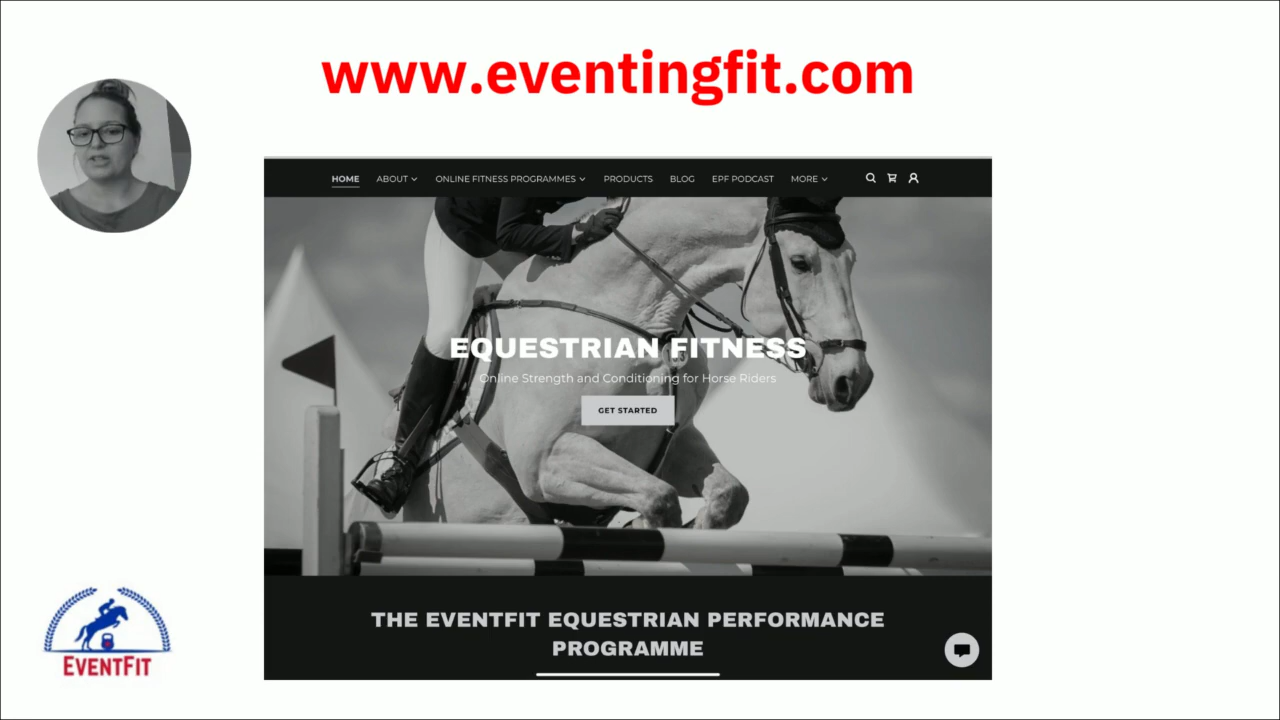 www.eventingfit.com
HOME ABOUT ONLINE FITNESS PROGRAMMES PRODUCTS BLOG EPF PODCAST MORE
EQUESTRIAN FITNESS
Online Strength and Conditioning for Horse Riders
GET STARTED
THE EVENTFIT EQUESTRIAN PERFORMANCE
PROGRAMME
EVENTFIT